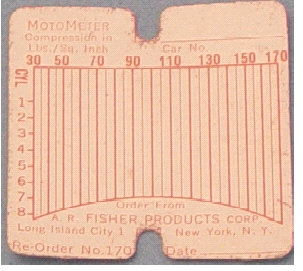 MOTOMETER
Compression in
Lbs./Sq. Inch Car No.
30 50 70 90 110 130 150 170
CYL
1
2
3
4
5
6
7
8
Order From
A. R. FISHER PRODUCTS CORP.
Long Island City 1 New York, N. Y.
Re-Order No. 170 Date